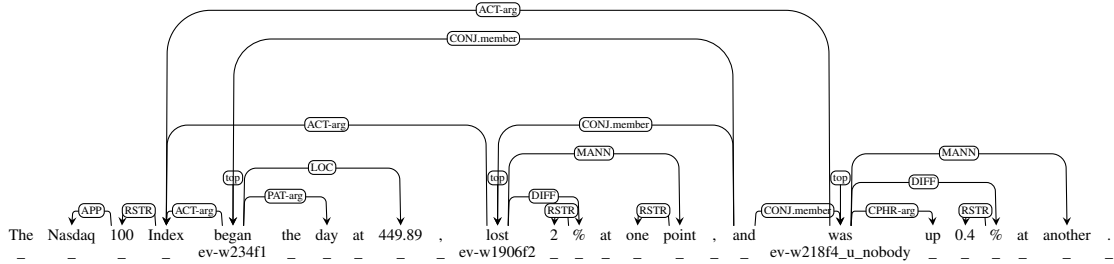 ACT-arg
CONJ.member
ACT-arg CONJ.member
MANN MANN
LOC top top top
DIFF
PAT-arg DIFF
APP RSTR ACT-arg RSTR RSTR CONJ.member CPHR-arg RSTR
The Nasdaq 100 Index began the day at 449.89 , lost 2 % at one point , and was up 0.4 % at another .
_ _ _ _ ev-w234f1 _ _ _ _ _ ev-w1906f2 _ _ _ _ _ _ _ ev-w218f4_u_nobody _ _ _ _ _ _